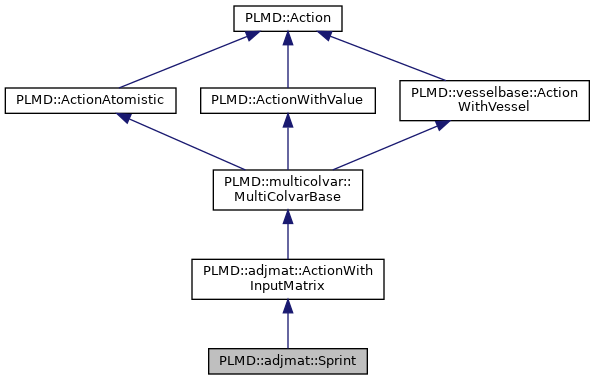 PLMD::Action
PLMD::ActionAtomistic
PLMD::ActionWithValue
PLMD::vesselbase::Action
WithVessel
PLMD::multicolvar::
MultiColvarBase
PLMD::adjmat::ActionWith
InputMatrix
PLMD::adjmat::Sprint